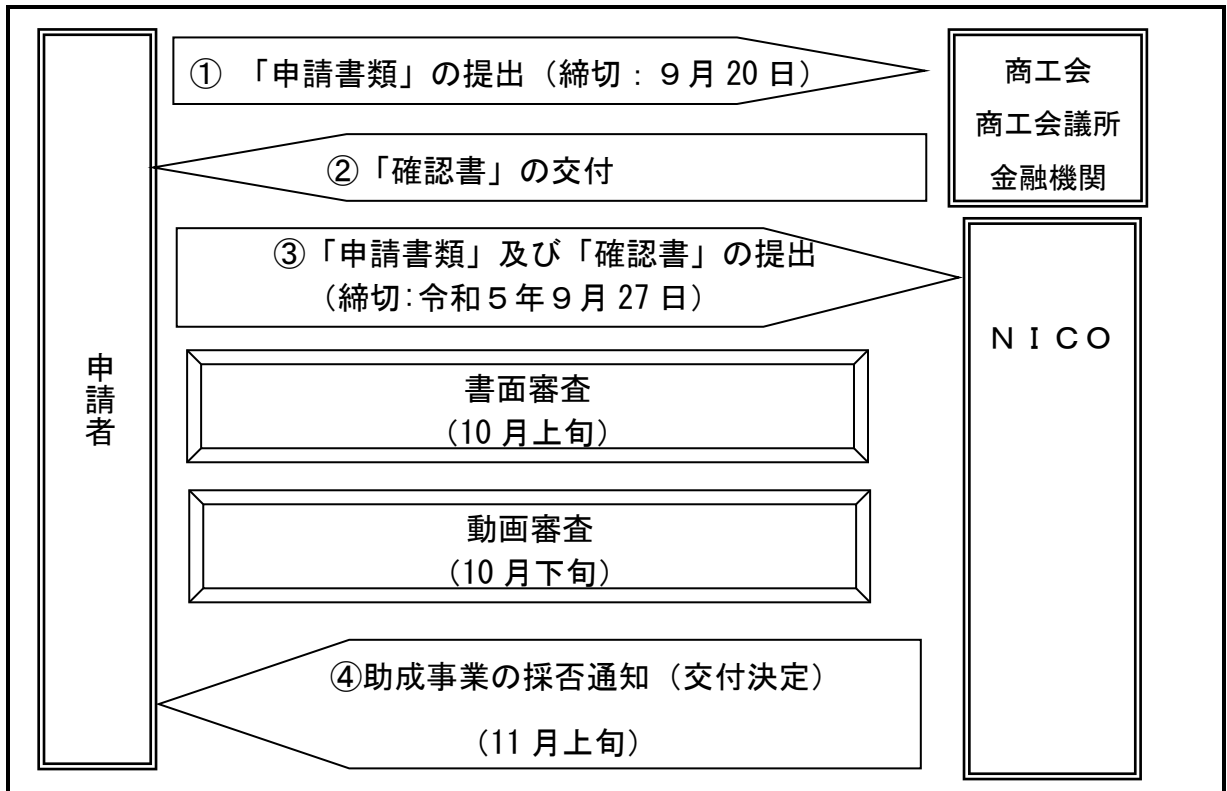 ① 「申請書類」の提出（締切：９月20日）
商工会
商工会議所
金融機関
②「確認書」の交付
③「申請書類」及び「確認書」の提出
（締切：令和５年９月27日）
ＮＩＣＯ
申請者
書面審査
（10月上旬）
動画審査
（10月下旬）
④助成事業の採否通知（交付決定）
（11月上旬）